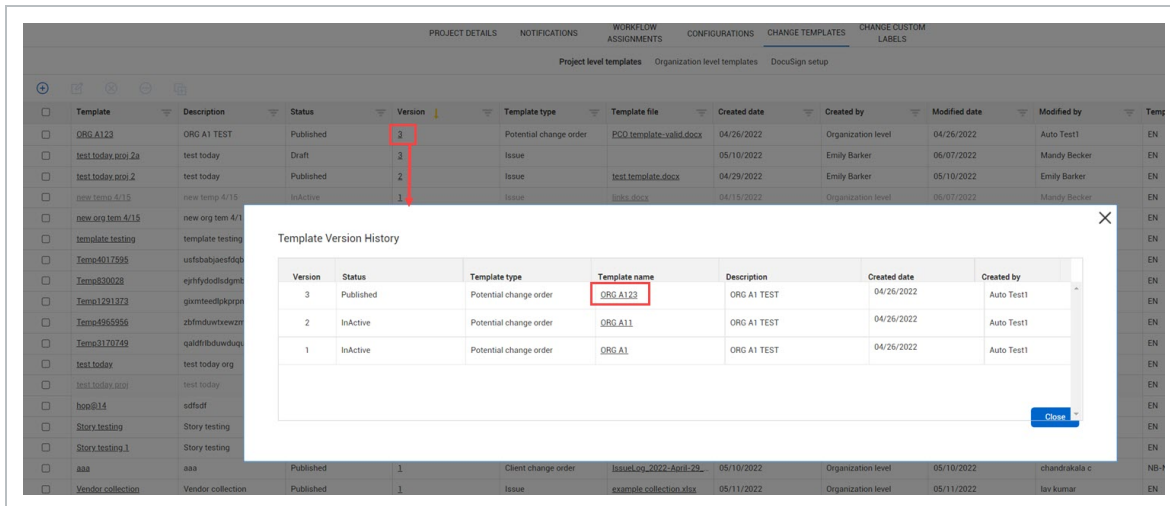 PROJECT DETAILS NOTIFICATIONS WORKFLOW ASSIGNMENTS CONFIGURATIONS CHANGE TEMPLATES CHANGE CUSTOM LABELS
Project level templates Organization level templates DocuSign setup
Template Description Status Version Template type Template file Created date Created by Modified date Modified by
ORG A123 ORG A1 TEST Published 3 Potential change order PCO template-valid.docx 04/26/2022 Organization level 04/26/2022 Auto Test1 EN
test today proj 2a test today Draft 3 Issue 05/10/2022 Emily Barker 06/07/2022 Mandy Becker EN
test today proj 2 test today Published 2 Issue test template.docx 04/29/2022 Emily Barker 05/10/2022 Emily Barker EN
new temp 4/15 new temp 4/15 InActive 1 Issue links.docx 04/15/2022 Organization level 06/07/2022 Mandy Becker EN
new org tem 4/15 new org tem 4/1 EN
template testing template testing EN
Temp4017595 EN
Temp830028 EN
Temp1291373 EN
Temp4965956 EN
Temp3170749 EN
test today test today org EN
test today proj test today EN
hop@14 sdfsdf EN
Story testing Story testing EN
Story testing 1 Story testing EN
aaa aaa Published 1 Client change order IssueLog_2022-April-29_... 05/10/2022 Organization level 05/10/2022 chandrakala c
Vendor collection Vendor collection Published 1 Issue example collection.xlsx 05/11/2022 Organization level 05/11/2022 lav kumar EN
Template Version History
Version Status Template type Template name Description Created date Created by
3 Published Potential change order ORG A123 ORG A1 TEST 04/26/2022 Auto Test1
2 InActive Potential change order ORG A11 ORG A1 TEST 04/26/2022 Auto Test1
1 InActive Potential change order ORG A1 ORG A1 TEST 04/26/2022 Auto Test1
Close